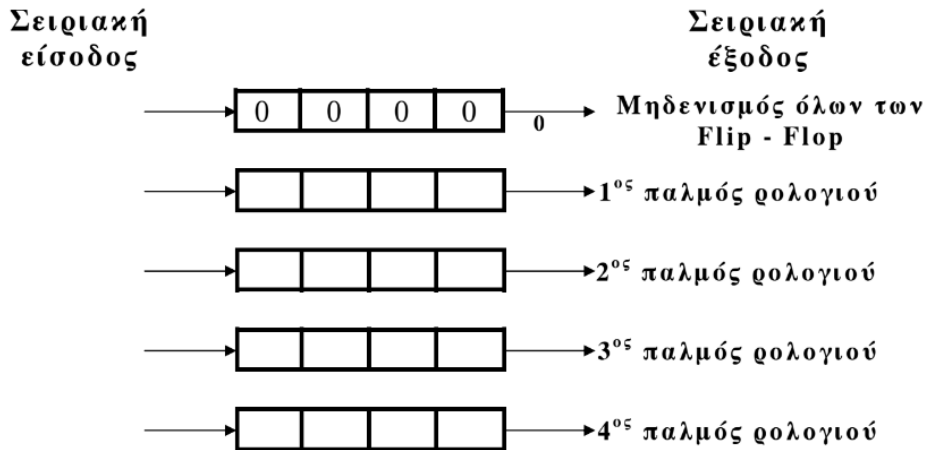 Σειριακή
είσοδος
Σειριακή
έξοδος
0 0 0 0 0 Μηδενισμός όλων των
Flip - Flop
1ος παλμός ρολογιού
2ος παλμός ρολογιού
3ος παλμός ρολογιού
4ος παλμός ρολογιού